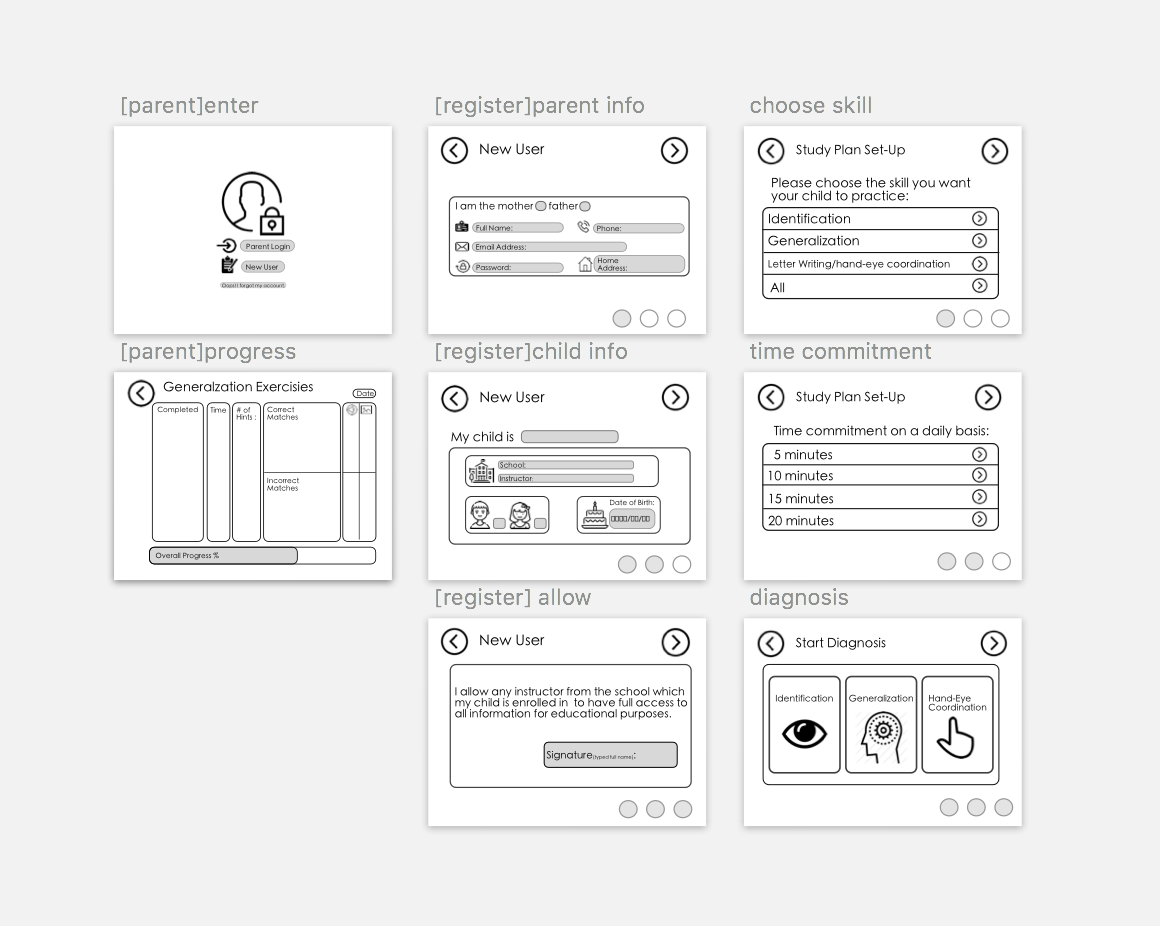 [parent]enter
Parent Login
New User
Oops! I forgot my account
[register]parent info
New User
I am the mother father
Full Name:
Phone:
Email Address:
Password:
Home
Address:
choose skill
Study Plan Set-Up
Please choose the skill you want
your child to practice:
Identification
Generalization
Letter Writing/hand-eye coordination
All
[parent]progress
Generalzation Exercisies
Date
Completed
Time
# of
Hints :
Correct
Matches
Incorrect
Matches
Overall Progress %
[register]child info
New User
My child is
School:
Instructor:
Date of Birth:
▯▯▯▯/▯▯/▯▯
time commitment
Study Plan Set-Up
Time commitment on a daily basis:
5 minutes
10 minutes
15 minutes
20 minutes
[register] allow
New User
I allow any instructor from the school which
my child is enrolled in to have full access to
all information for educational purposes.
Signature(typed full name):
diagnosis
Start Diagnosis
Identification
Generalization
Hand-Eye
Coordination